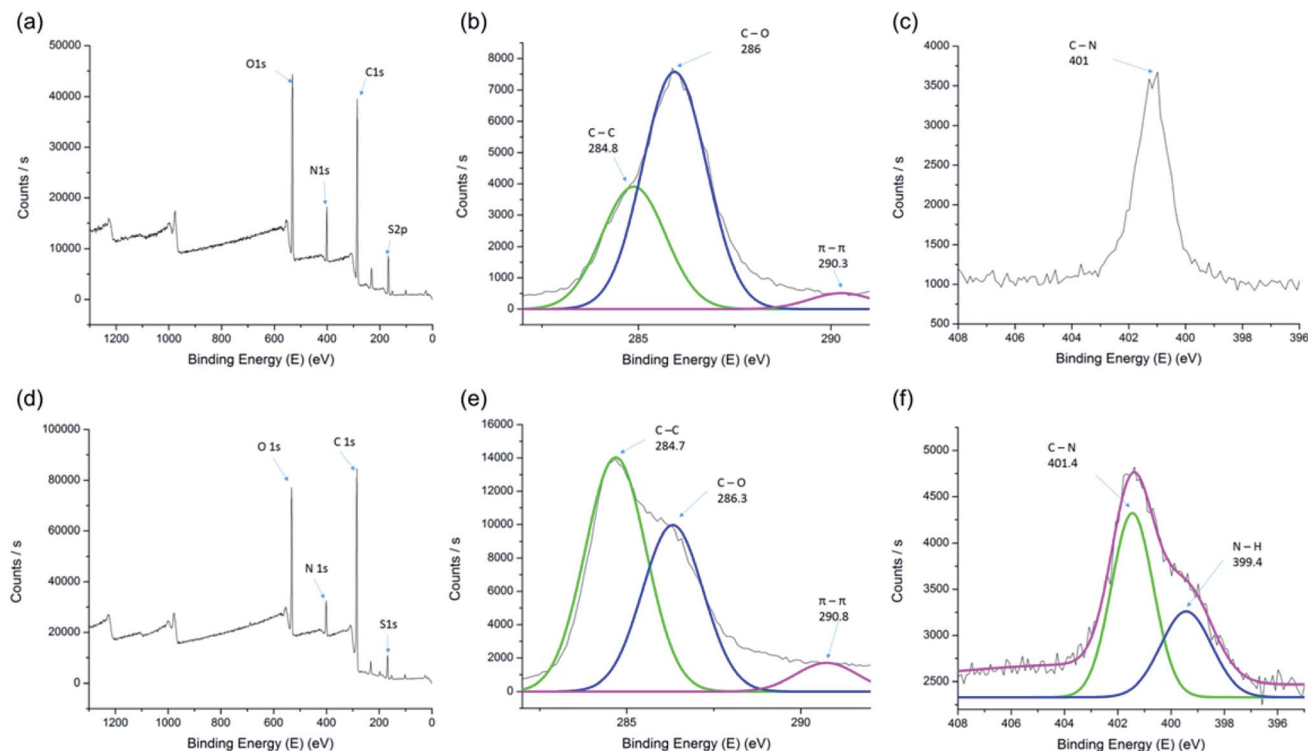 (a)
50000
40000
30000
20000
10000
0
Counts / s
O1s
C1s
N1s
S2p
1200 1000 800 600 400 200 0
Binding Energy (E) (eV)
(b)
8000
7000
6000
5000
4000
3000
2000
1000
0
Counts / s
C – O
286
C – C
284.8
π – π
290.3
285 290
Binding Energy (E) (eV)
(c)
4000
3500
3000
2500
2000
1500
1000
500
Counts / s
C – N
401
408 406 404 402 400 398 396
Binding Energy (E) (eV)
(d)
100000
80000
60000
40000
20000
0
Counts / s
O 1s
C 1s
N 1s
S1s
1200 1000 800 600 400 200 0
Binding Energy (E) (eV)
(e)
16000
14000
12000
10000
8000
6000
4000
2000
0
Counts / s
C –C
284.7
C – O
286.3
π – π
290.8
285 290
Binding Energy (E) (eV)
(f)
5000
4500
4000
3500
3000
2500
Counts / s
C – N
401.4
N – H
399.4
408 406 404 402 400 398 396
Binding Energy (E) (eV)